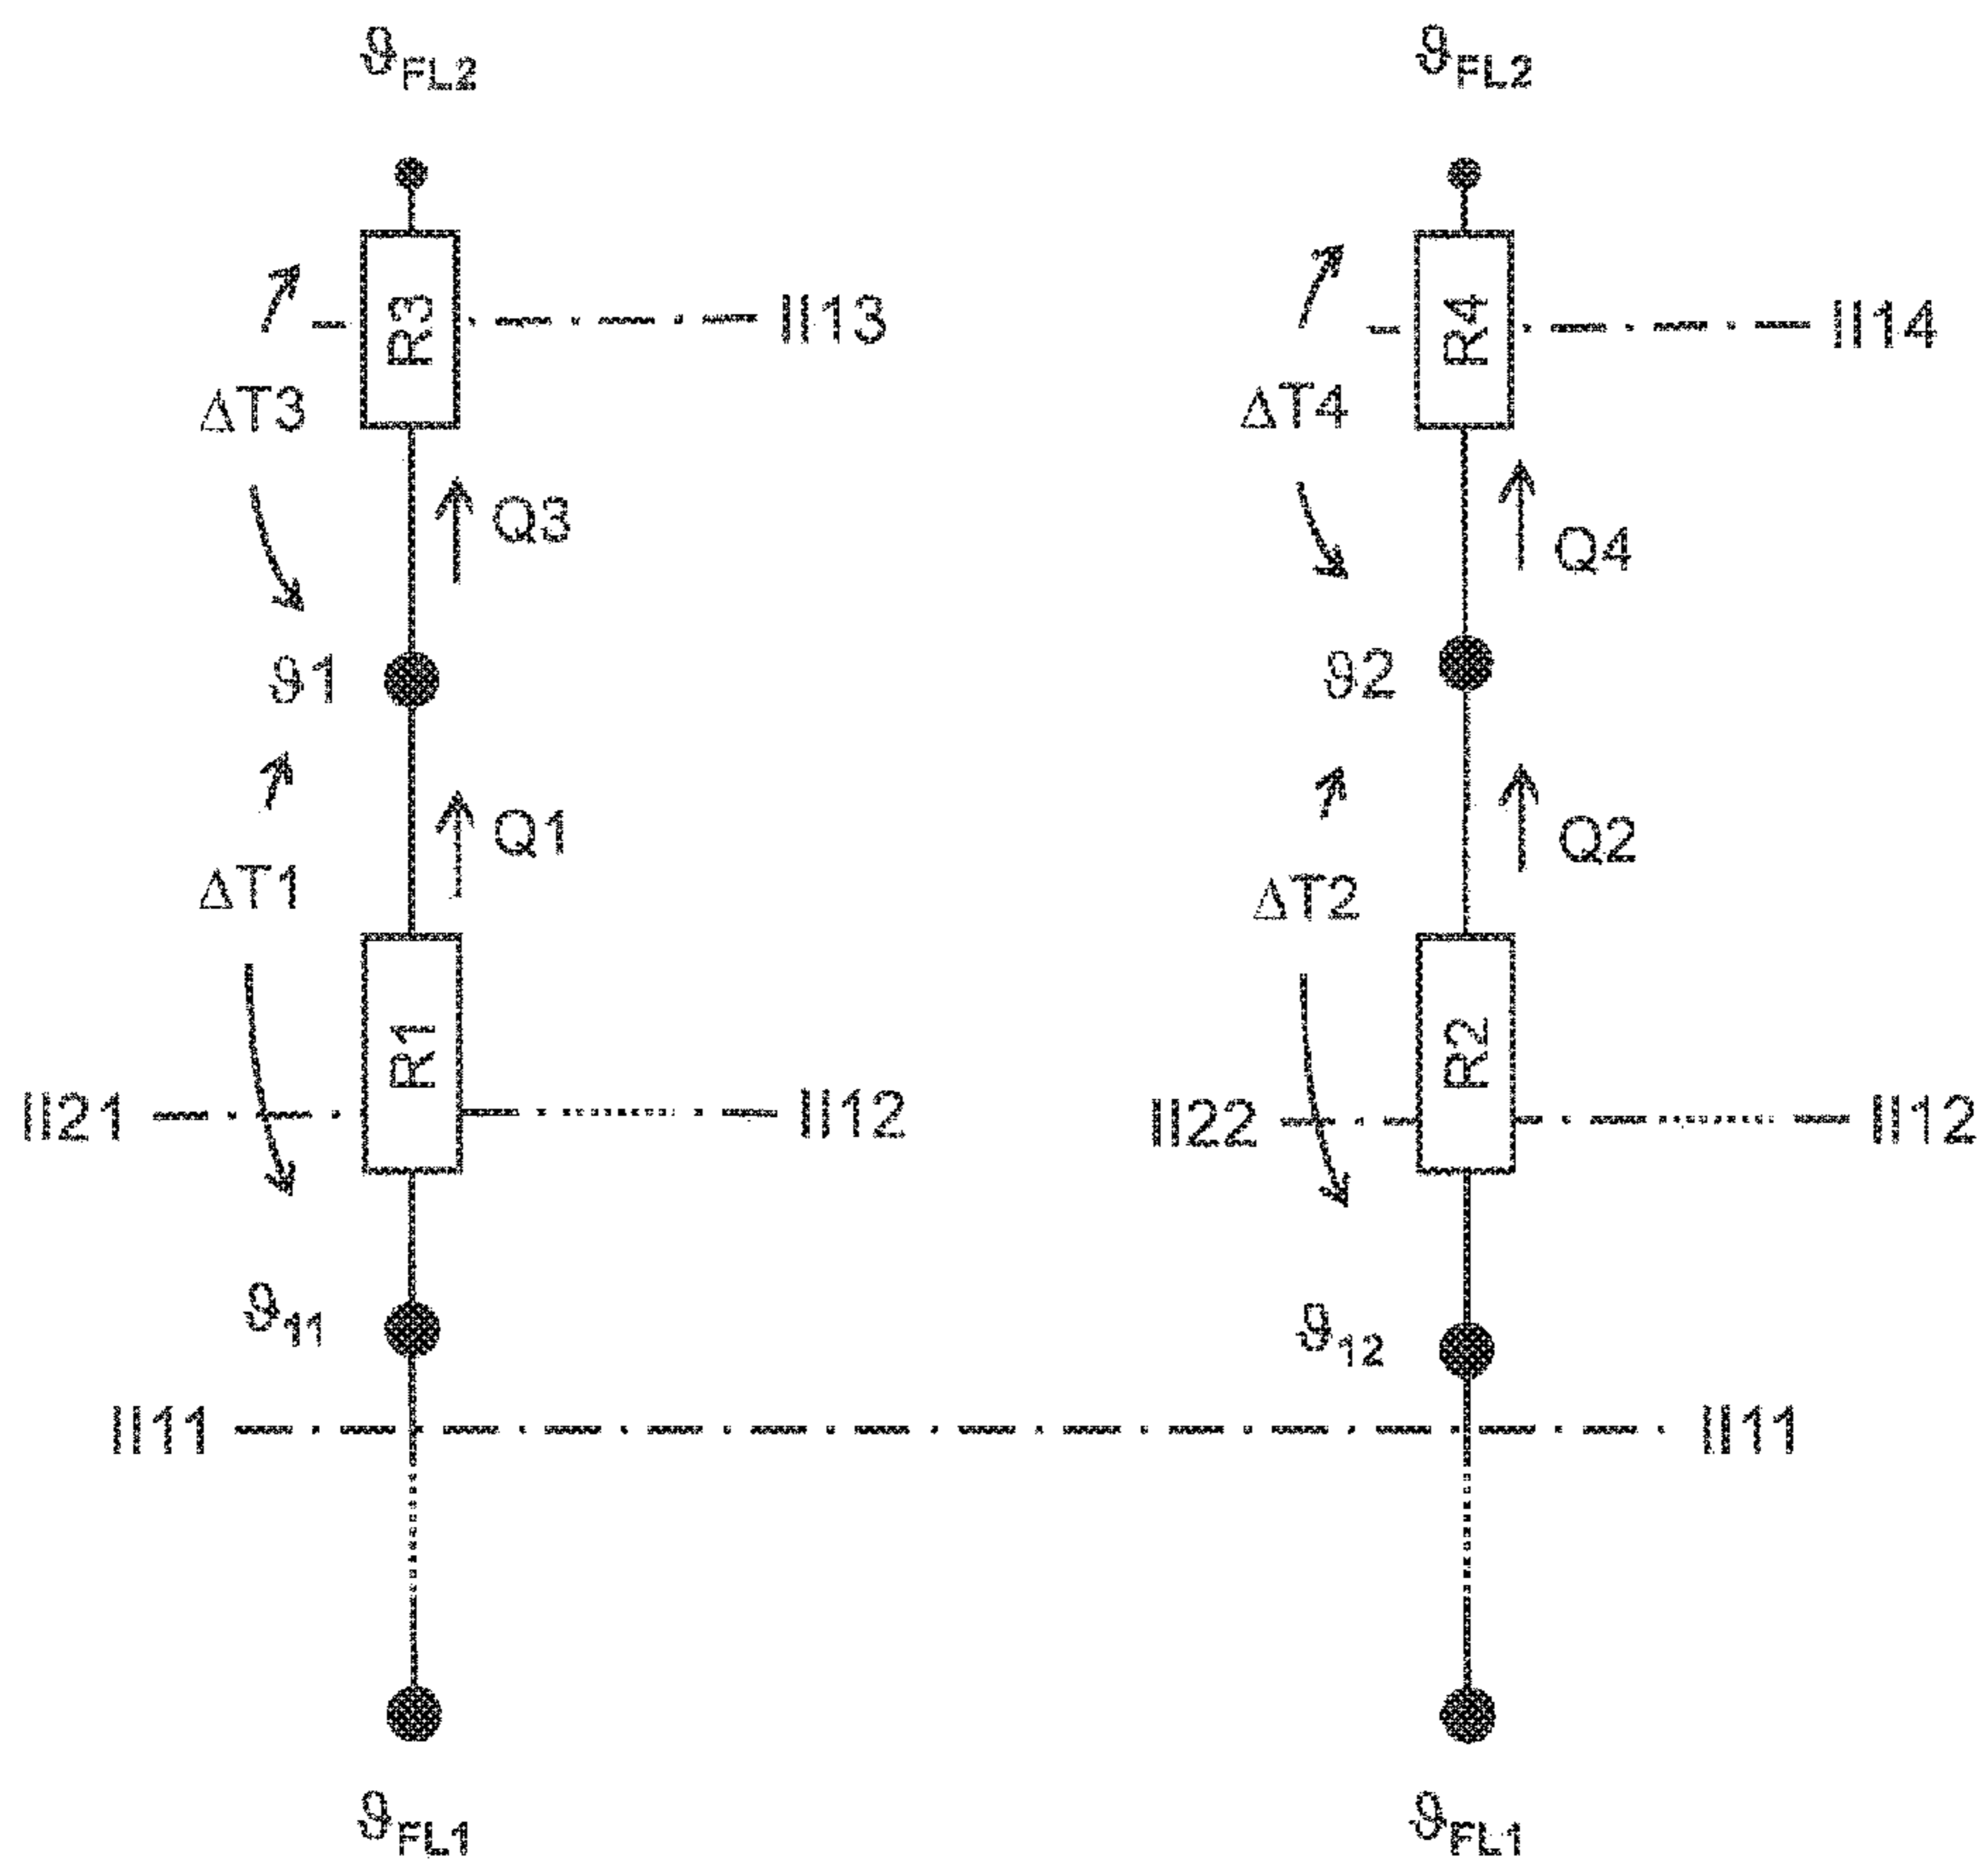 ϑFL2 ϑFL2
R3 II13 R4 II14
ΔT3 ΔT4
Q3 Q4
ϑ1 ϑ2
Q1 Q2
ΔT1 ΔT2
R1 R2
II21 II12 II22 II12
ϑ11 ϑ12
II11 II11
ϑFL1 ϑFL1